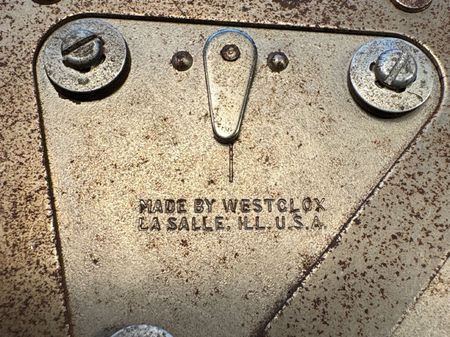 MADE BY WESTCLOX
LA SALLE. ILL. U.S.A.